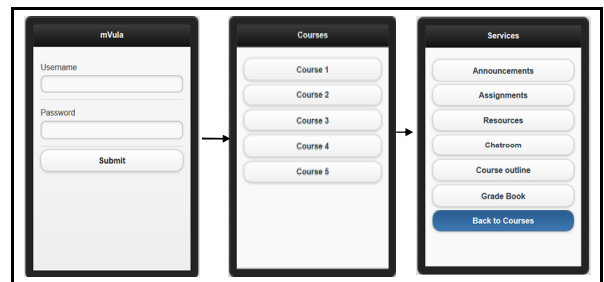 mVula
Username
Password
Submit
Courses
Course 1
Course 2
Course 3
Course 4
Course 5
Services
Announcements
Assignments
Resources
Chatroom
Course outline
Grade Book
Back to Courses